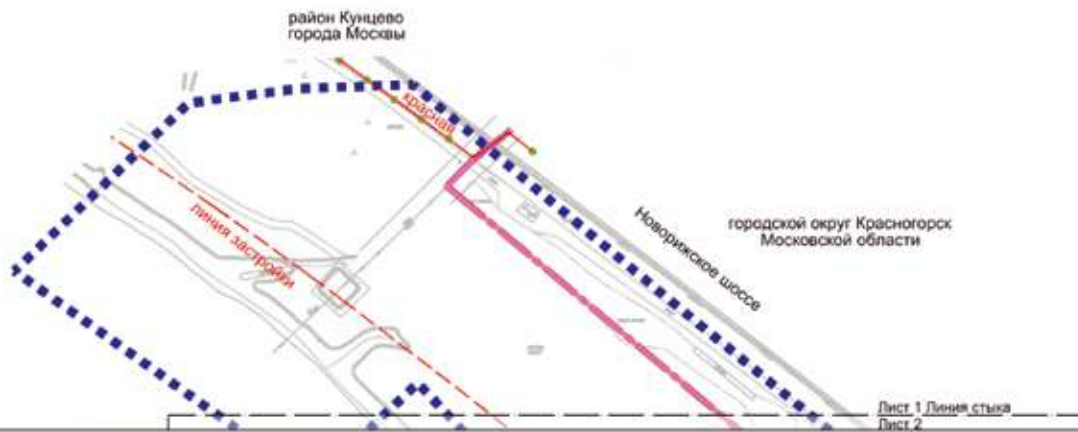 район Кунцево
города Москвы
красная
линия застройки
Новорижское шоссе
городской округ Красногорск
Московской области
Лист 1 Линия стыка
Лист 2